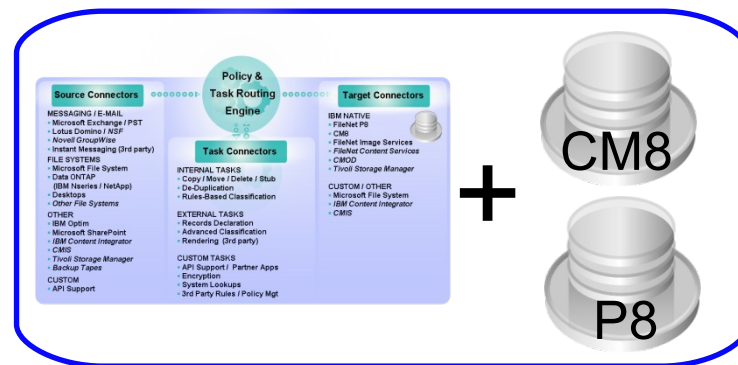 Policy &
Task Routing
Engine
Source Connectors
MESSAGING / E-MAIL
Microsoft Exchange / PST
Lotus Domino / NSF
Novell GroupWise
Instant Messaging (3rd party)
FILE SYSTEMS
Microsoft File System
Data ONTAP
(IBM Nseries / NetApp)
Desktops
Other File Systems
OTHER
IBM Optim
Microsoft SharePoint
IBM Content Integrator
CMIS
Tivoli Storage Manager
Backup Tapes
CUSTOM
API Support
Task Connectors
INTERNAL TASKS
Copy / Move / Delete / Stub
De-Duplication
Rules-Based Classification
EXTERNAL TASKS
Records Declaration
Advanced Classification
Rendering (3rd party)
CUSTOM TASKS
API Support / Partner Apps
Encryption
System Lookups
3rd Party Rules / Policy Mgt
Target Connectors
IBM NATIVE
FileNet P8
CM8
FileNet Image Services
FileNet Content Services
CMOD
Tivoli Storage Manager
CUSTOM / OTHER
Microsoft File System
IBM Content Integrator
CMIS
+
CM8
P8